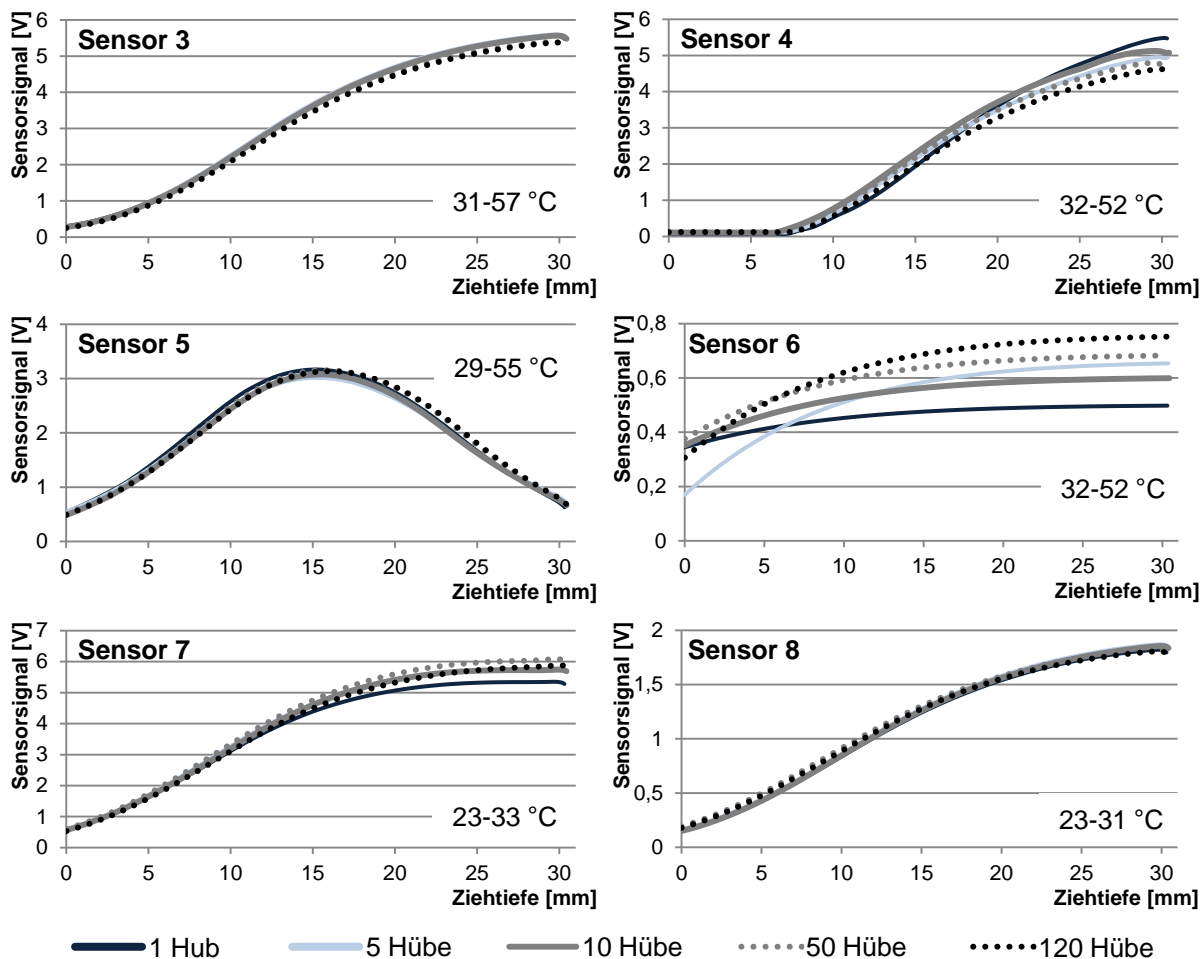 Sensorsignal [V]
6
5
4
3
2
1
0
Sensor 3
31-57 °C
0 5 10 15 20 25 30
Ziehtiefe [mm]
Sensorsignal [V]
6
5
4
3
2
1
0
Sensor 4
32-52 °C
0 5 10 15 20 25 30
Ziehtiefe [mm]
Sensorsignal [V]
4
3
2
1
0
Sensor 5
29-55 °C
0 5 10 15 20 25 30
Ziehtiefe [mm]
Sensorsignal [V]
0,8
0,6
0,4
0,2
0
Sensor 6
32-52 °C
0 5 10 15 20 25 30
Ziehtiefe [mm]
Sensorsignal [V]
7
6
5
4
3
2
1
0
Sensor 7
23-33 °C
0 5 10 15 20 25 30
Ziehtiefe [mm]
Sensorsignal [V]
2
1,5
1
0,5
0
Sensor 8
23-31 °C
0 5 10 15 20 25 30
Ziehtiefe [mm]
1 Hub 5 Hübe 10 Hübe 50 Hübe 120 Hübe